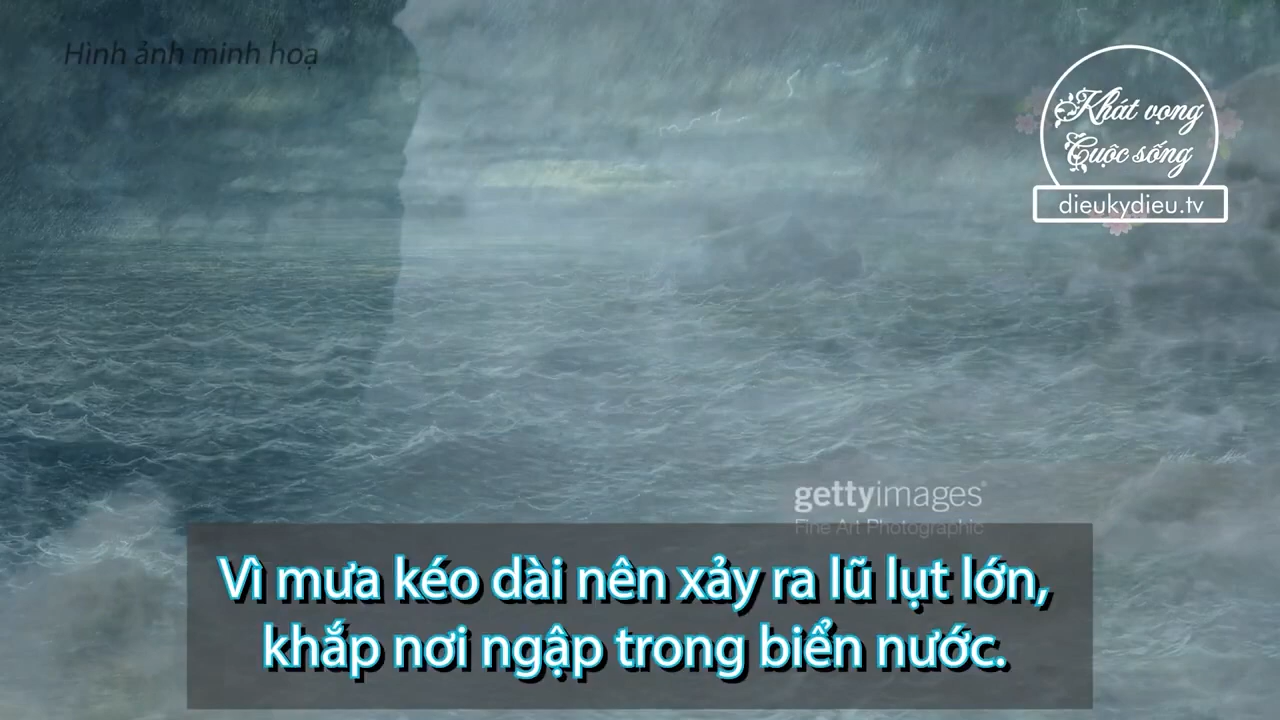 Hình ảnh minh hoạ
Khát vọng
Cuộc sống
dieukydieu.tv
gettyimages®
Fine Art Photographic
Vì mưa kéo dài nên xảy ra lũ lụt lớn,
khắp nơi ngập trong biển nước.